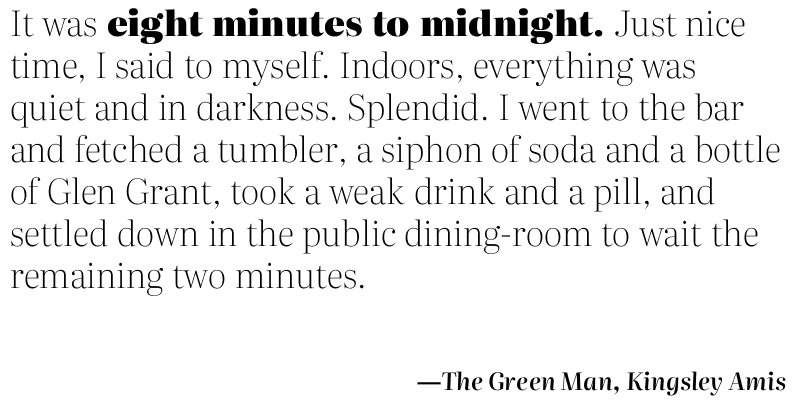 It was eight minutes to midnight. Just nice
time, I said to myself. Indoors, everything was
quiet and in darkness. Splendid. I went to the bar
and fetched a tumbler, a siphon of soda and a bottle
of Glen Grant, took a weak drink and a pill, and
settled down in the public dining-room to wait the
remaining two minutes.
—The Green Man, Kingsley Amis